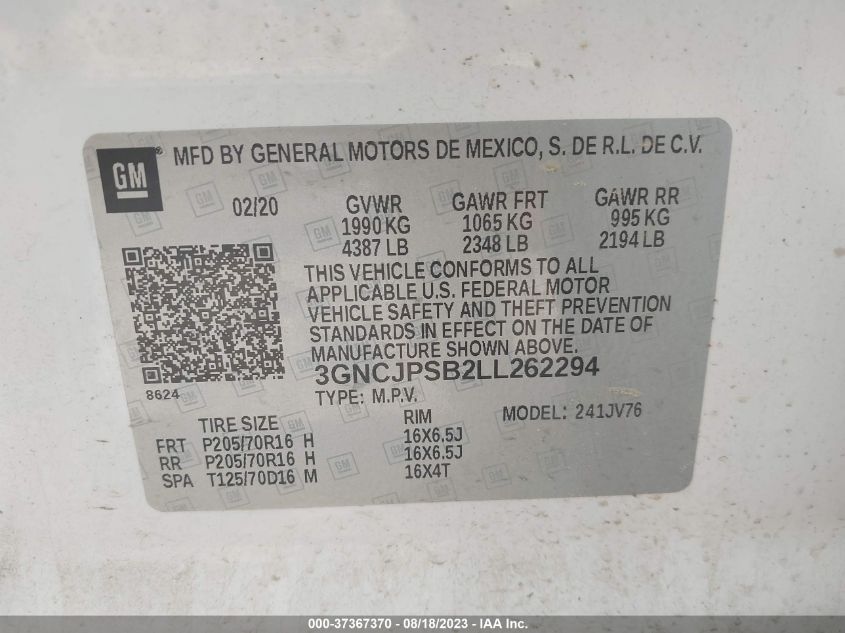 GM ® MFD BY GENERAL MOTORS DE MEXICO, S. DE R.L. DE C.V.
02/20 GVWR GAWR FRT GAWR RR
1990 KG 1065 KG 995 KG
4387 LB 2348 LB 2194 LB
THIS VEHICLE CONFORMS TO ALL
APPLICABLE U.S. FEDERAL MOTOR
VEHICLE SAFETY AND THEFT PREVENTION
STANDARDS IN EFFECT ON THE DATE OF
MANUFACTURE SHOWN ABOVE.
3GNCJPSB2LL262294
8624 TYPE: M.P.V.
TIRE SIZE RIM MODEL: 241JV76
FRT P205/70R16 H 16X6.5J
RR P205/70R16 H 16X6.5J
SPA T125/70D16 M 16X4T
000-37367370 - 08/18/2023 - IAA Inc.